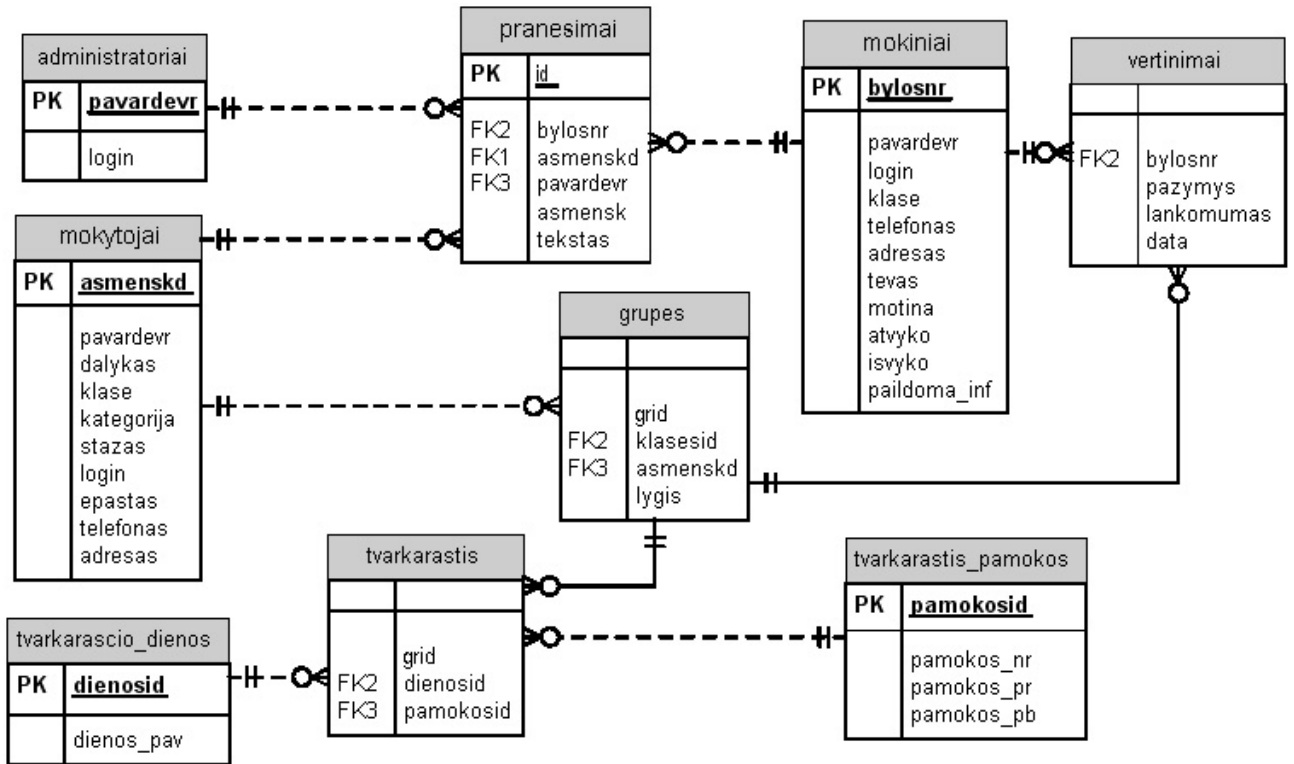 administratoriai
PK pavardevr
login
pranesimai
PK id
FK2 bylosnr
FK1 asmenskd
FK3 pavardevr
asmensk
tekstas
mokiniai
PK bylosnr
pavardevr
login
klase
telefonas
adresas
tevas
motina
atvyko
isvyko
paildoma_inf
vertinimai
FK2 bylosnr
pazymys
lankomumas
data
mokytojai
PK asmenskd
pavardevr
dalykas
klase
kategorija
stazas
login
epastas
telefonas
adresas
grupes
grid
FK2 klasesid
FK3 asmenskd
lygis
tvarkarastis
grid
FK2 dienosid
FK3 pamokosid
tvarkarastis_pamokos
PK pamokosid
pamokos_nr
pamokos_pr
pamokos_pb
tvarkarascio_dienos
PK dienosid
dienos_pav